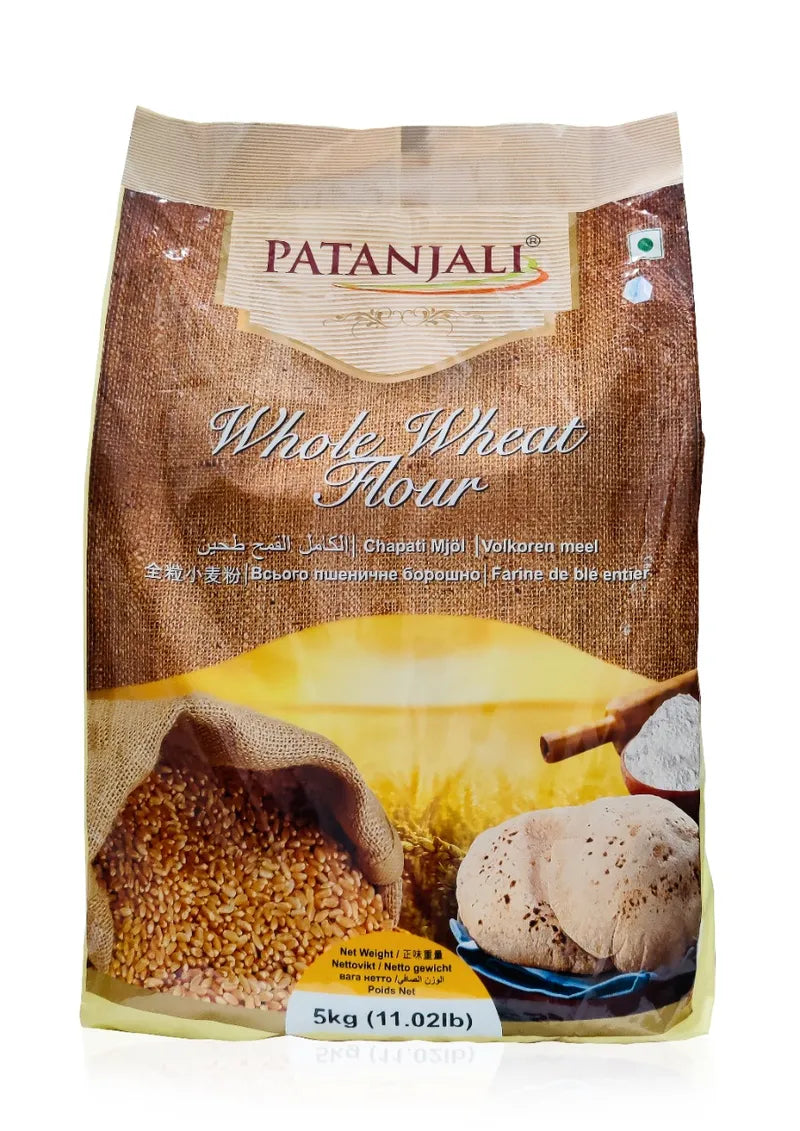 PATANJALI®
Whole Wheat
Flour
الكامل القمح طحين| Chapati Mjöl |Volkoren meel
全粒小麦粉|Всього пшеничне борошно| Farine de blé entier
Net Weight / 正味重量
Nettovikt / Netto gewicht
вага нетто /الوزن الصافي
Poids Net
5kg (11.02lb)